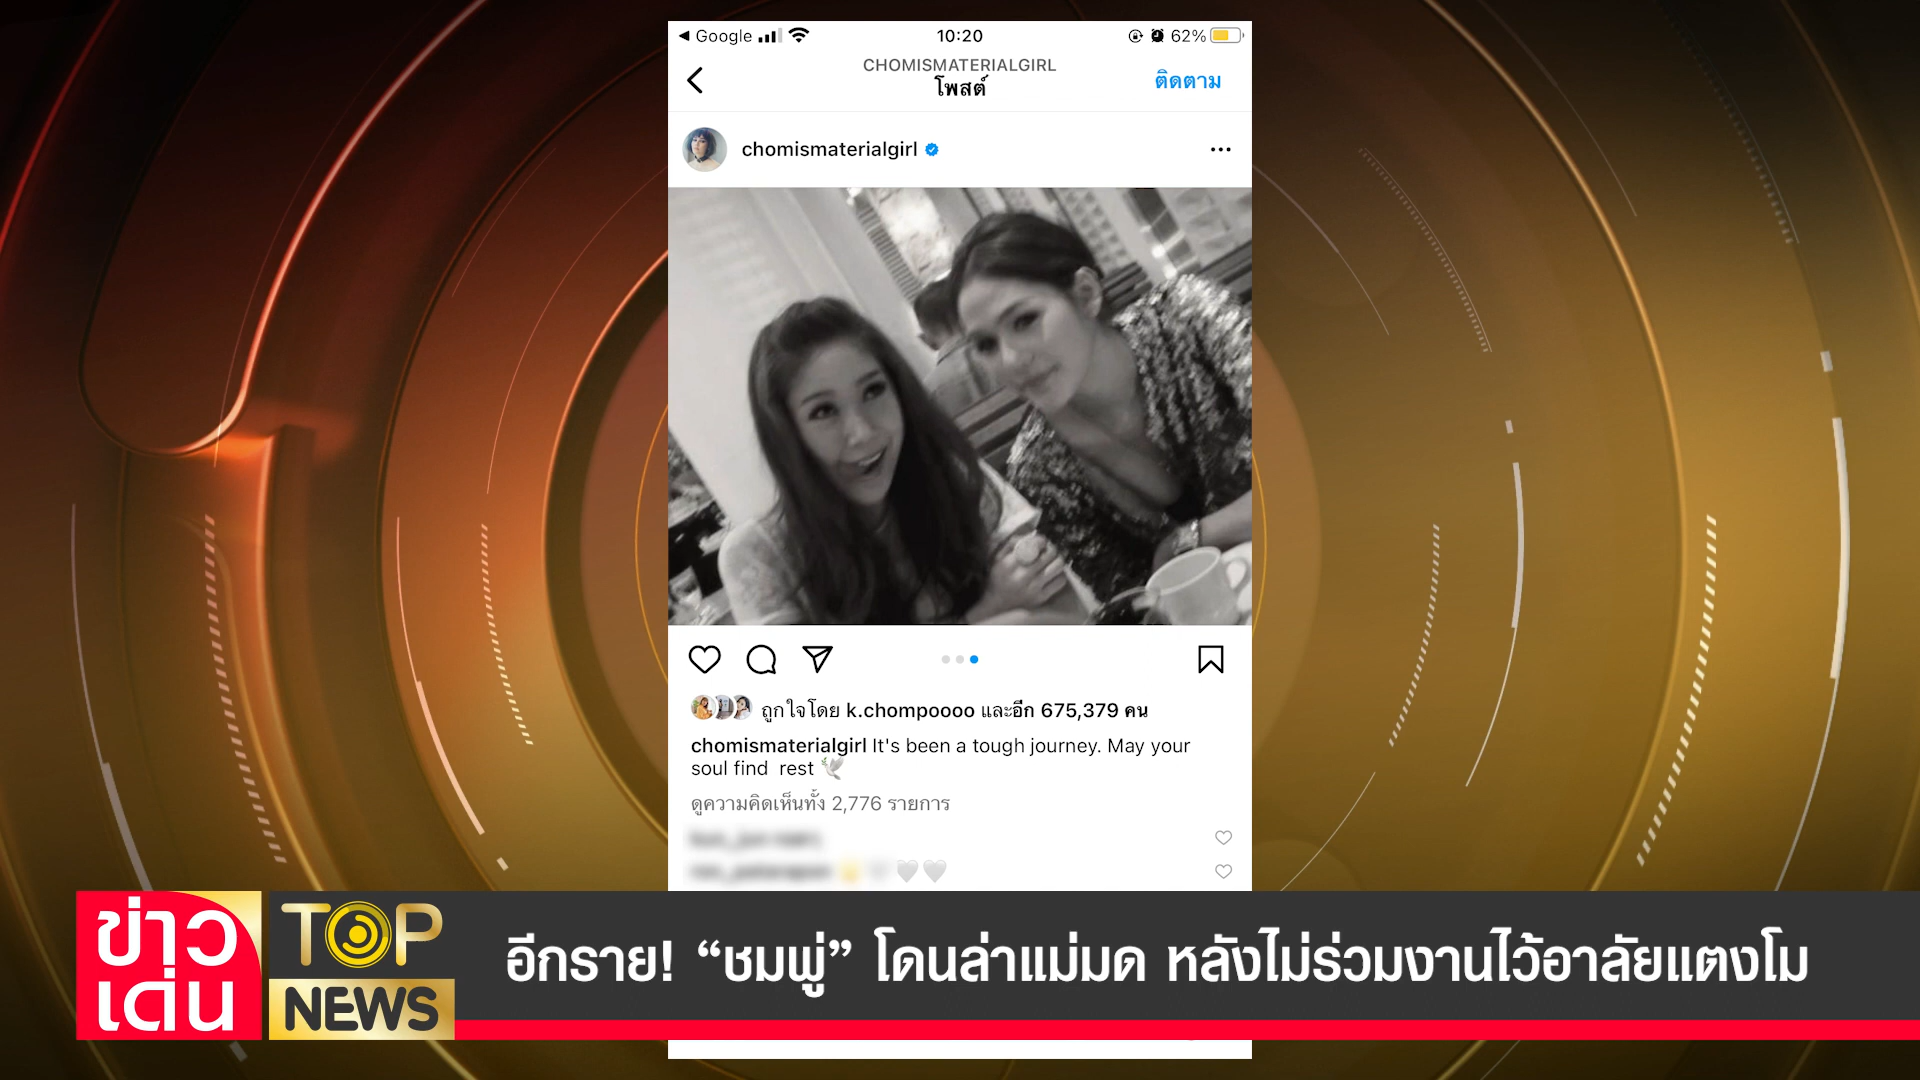 Google
10:20
62%
CHOMISMATERIALGIRL
โพสต์
ติดตาม
chomismaterialgirl
ถูกใจโดย k.chompoooo และอีก 675,379 คน
chomismaterialgirl It's been a tough journey. May your
soul find rest 🕊️
ดูความคิดเห็นทั้ง 2,776 รายการ
ข่าว
เด่น
TOP
NEWS
อีกราย! “ชมพู่” โดนล่าแม่มด หลังไม่ร่วมงานไว้อาลัยแตงโม